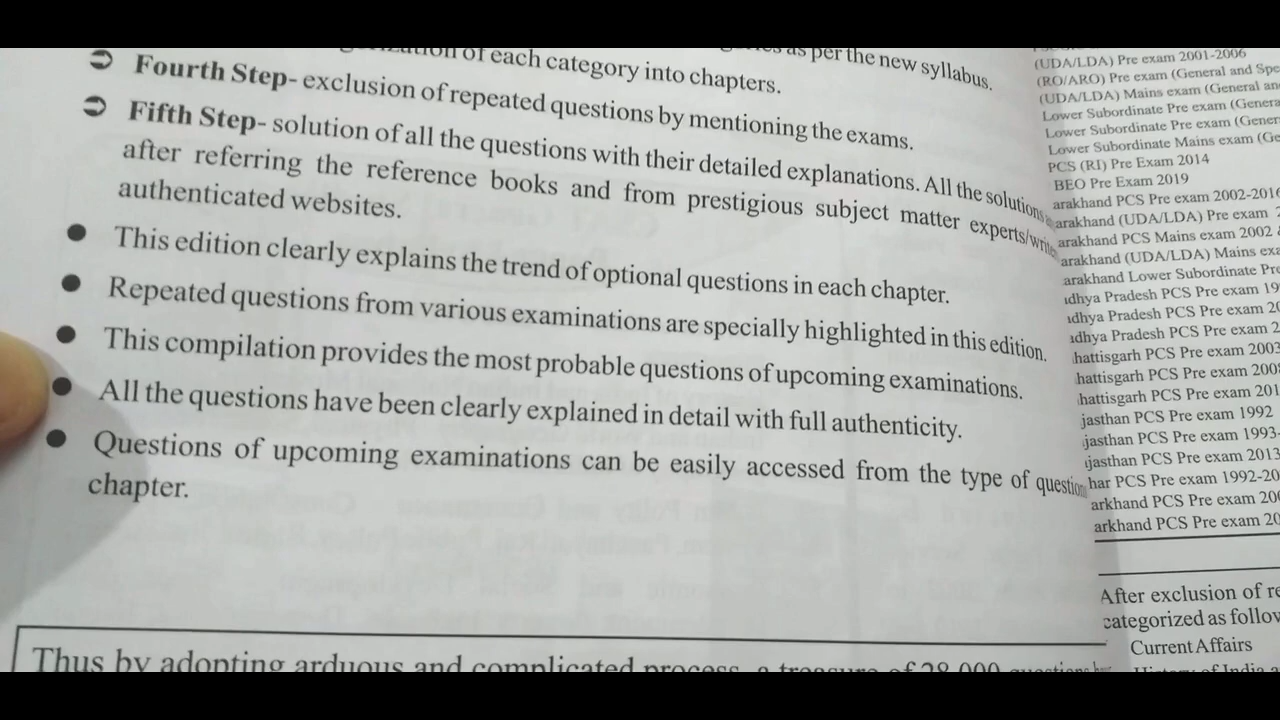 of each category into chapters.
as per the new syllabus.
➲ Fourth Step- exclusion of repeated questions by mentioning the exams.
➲ Fifth Step- solution of all the questions with their detailed explanations. All the solutions
after referring the reference books and from prestigious subject matter experts/write
authenticated websites.
● This edition clearly explains the trend of optional questions in each chapter.
● Repeated questions from various examinations are specially highlighted in this edition.
● This compilation provides the most probable questions of upcoming examinations.
● All the questions have been clearly explained in detail with full authenticity.
● Questions of upcoming examinations can be easily accessed from the type of question
chapter.
Thus by adopting arduous and complicated process, a treasure of 28,000 questions
(UDA/LDA) Pre exam 2001-2006
(RO/ARO) Pre exam (General and Spe
(UDA/LDA) Mains exam (General an
Lower Subordinate Pre exam (Genera
Lower Subordinate Pre exam (Gener
Lower Subordinate Mains exam (Ge
PCS (RI) Pre Exam 2014
BEO Pre Exam 2019
arakhand PCS Pre exam 2002-2016
arakhand (UDA/LDA) Pre exam
arakhand PCS Mains exam 2002
arakhand (UDA/LDA) Mains exa
arakhand Lower Subordinate Pre
adhya Pradesh PCS Pre exam 19
adhya Pradesh PCS Pre exam 20
adhya Pradesh PCS Pre exam 2
hattisgarh PCS Pre exam 2003
hattisgarh PCS Pre exam 200
hattisgarh PCS Pre exam 201
jasthan PCS Pre exam 1992
jasthan PCS Pre exam 1993-
jasthan PCS Pre exam 2013
har PCS Pre exam 1992-20
arkhand PCS Pre exam 20
arkhand PCS Pre exam 20
After exclusion of re
categorized as follow
Current Affairs
of India a